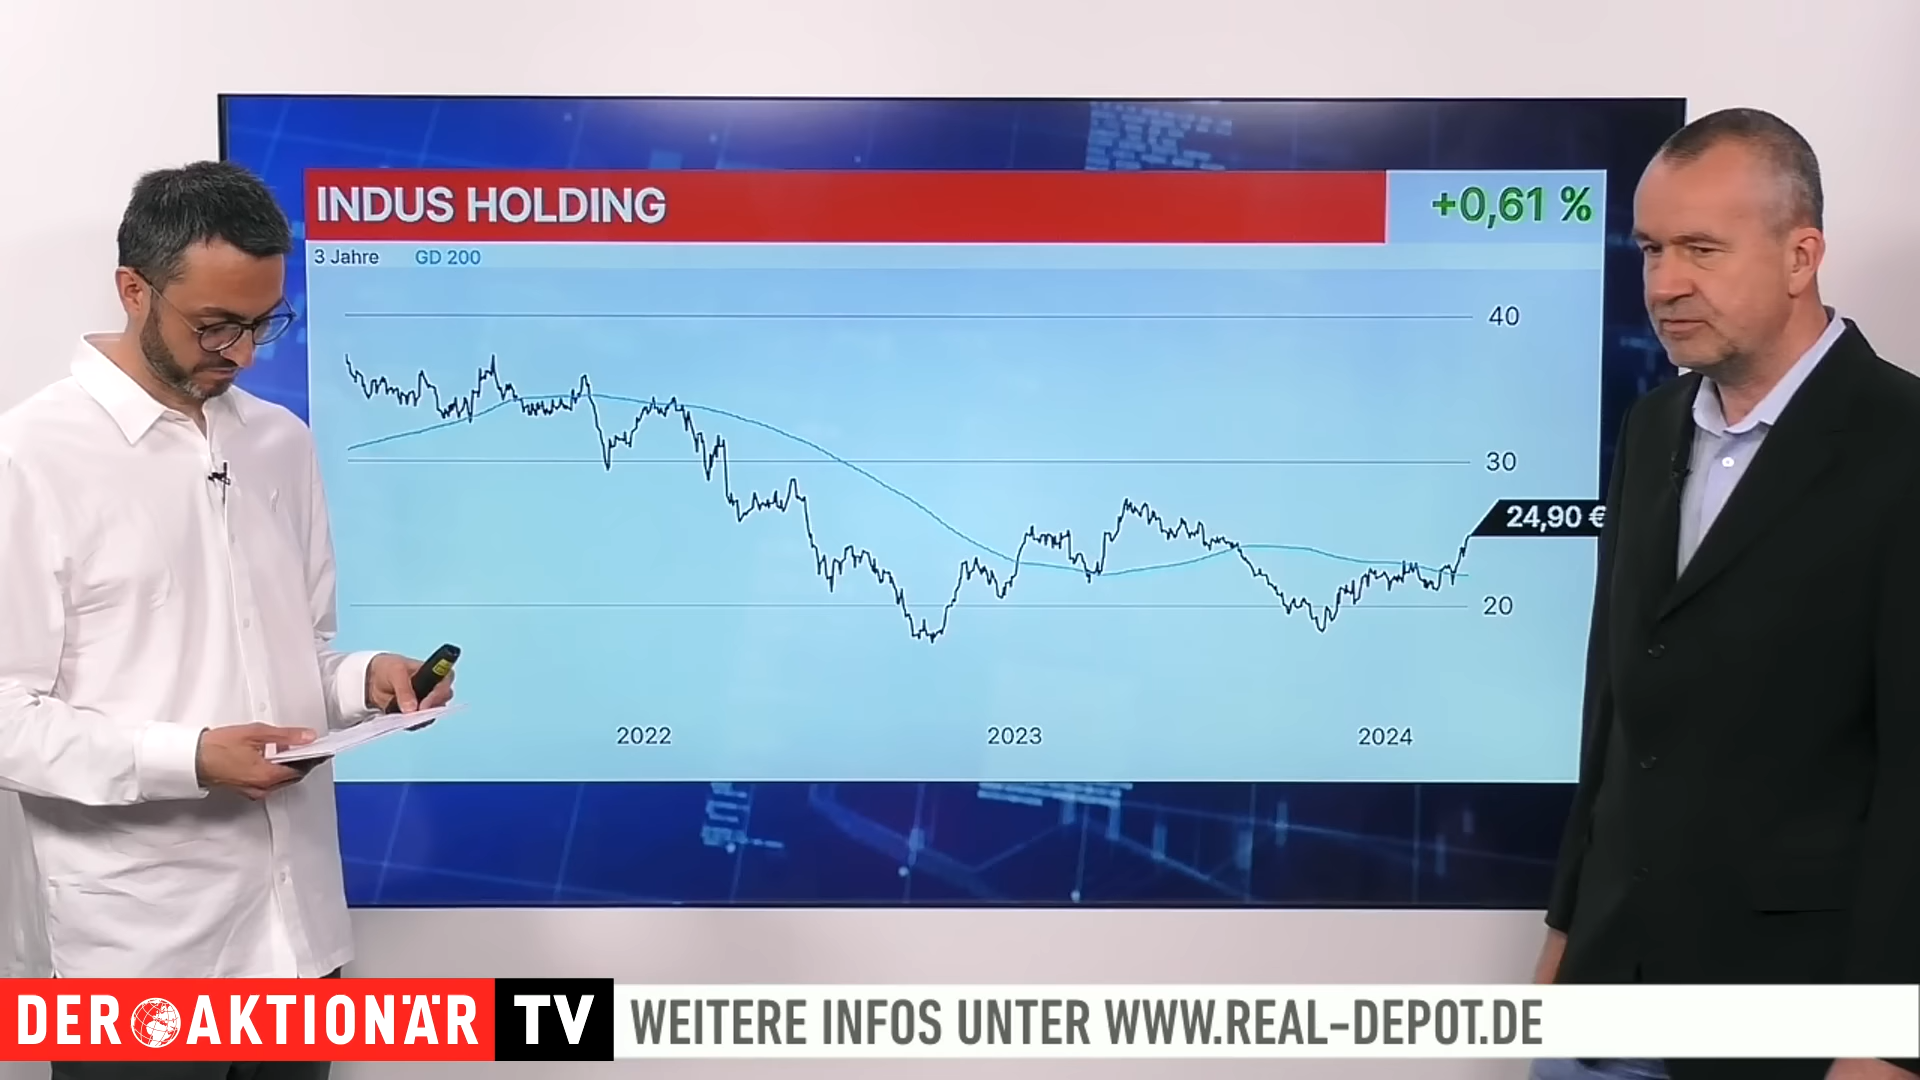 INDUS HOLDING
+0,61 %
3 Jahre GD 200
40
30
24,90 €
20
2022 2023 2024
DER AKTIONÄR TV
WEITERE INFOS UNTER WWW.REAL-DEPOT.DE